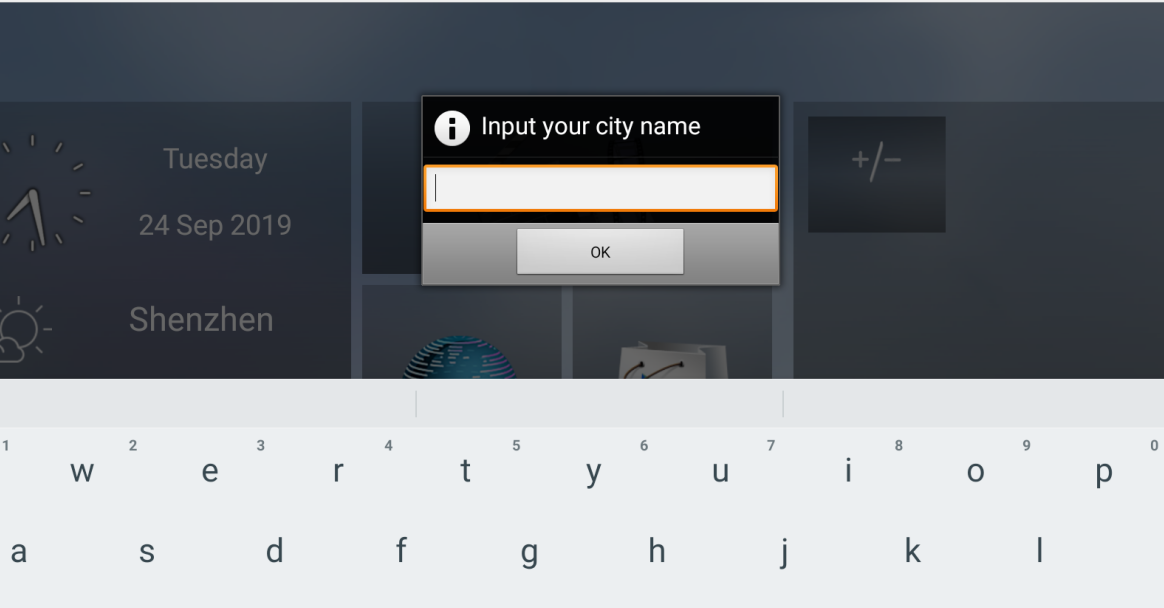 Input your city name
Tuesday
+/−
24 Sep 2019
OK
Shenzhen
1 2 3 4 5 6 7 8 9 0
w e r t y u i o p
a s d f g h j k l